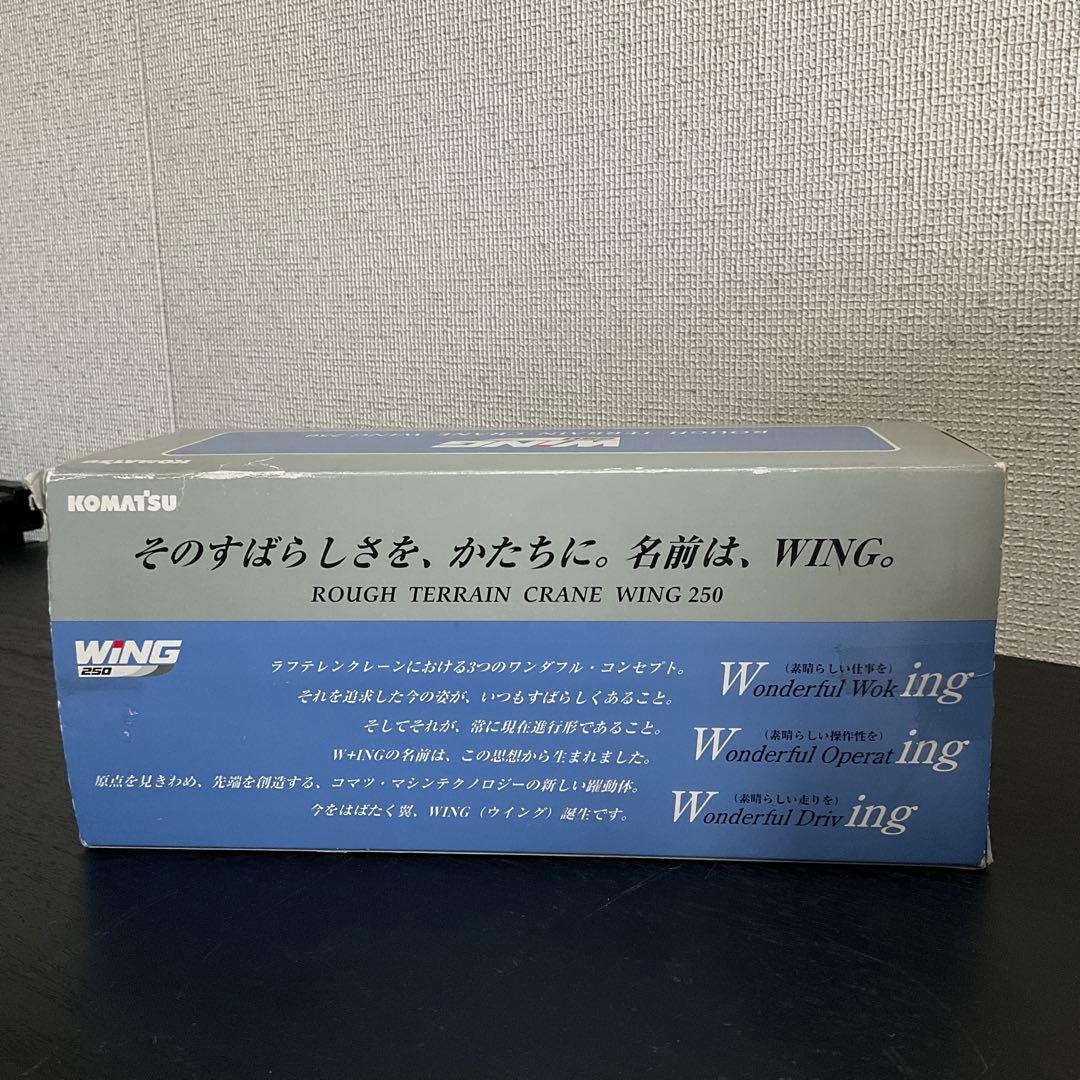 ROUGH TERRAIN CRANE WING 250
WING
KOMATSU
KOMATSU
そのすばらしさを、かたちに。名前は、WING。
ROUGH TERRAIN CRANE WING 250
WiNG
250
ラフテレンクレーンにおける3つのワンダフル・コンセプト。
それを追求した今の姿が、いつもすばらしくあること。
そしてそれが、常に現在進行形であること。
W+INGの名前は、この思想から生まれました。
原点を見きわめ、先端を創造する、コマツ・マシンテクノロジーの新しい躍動体。
今をはばたく翼、WING（ウイング）誕生です。
（素晴らしい仕事を）
Wonderful Wok ing
（素晴らしい操作性を）
Wonderful Operat ing
（素晴らしい走りを）
Wonderful Driv ing